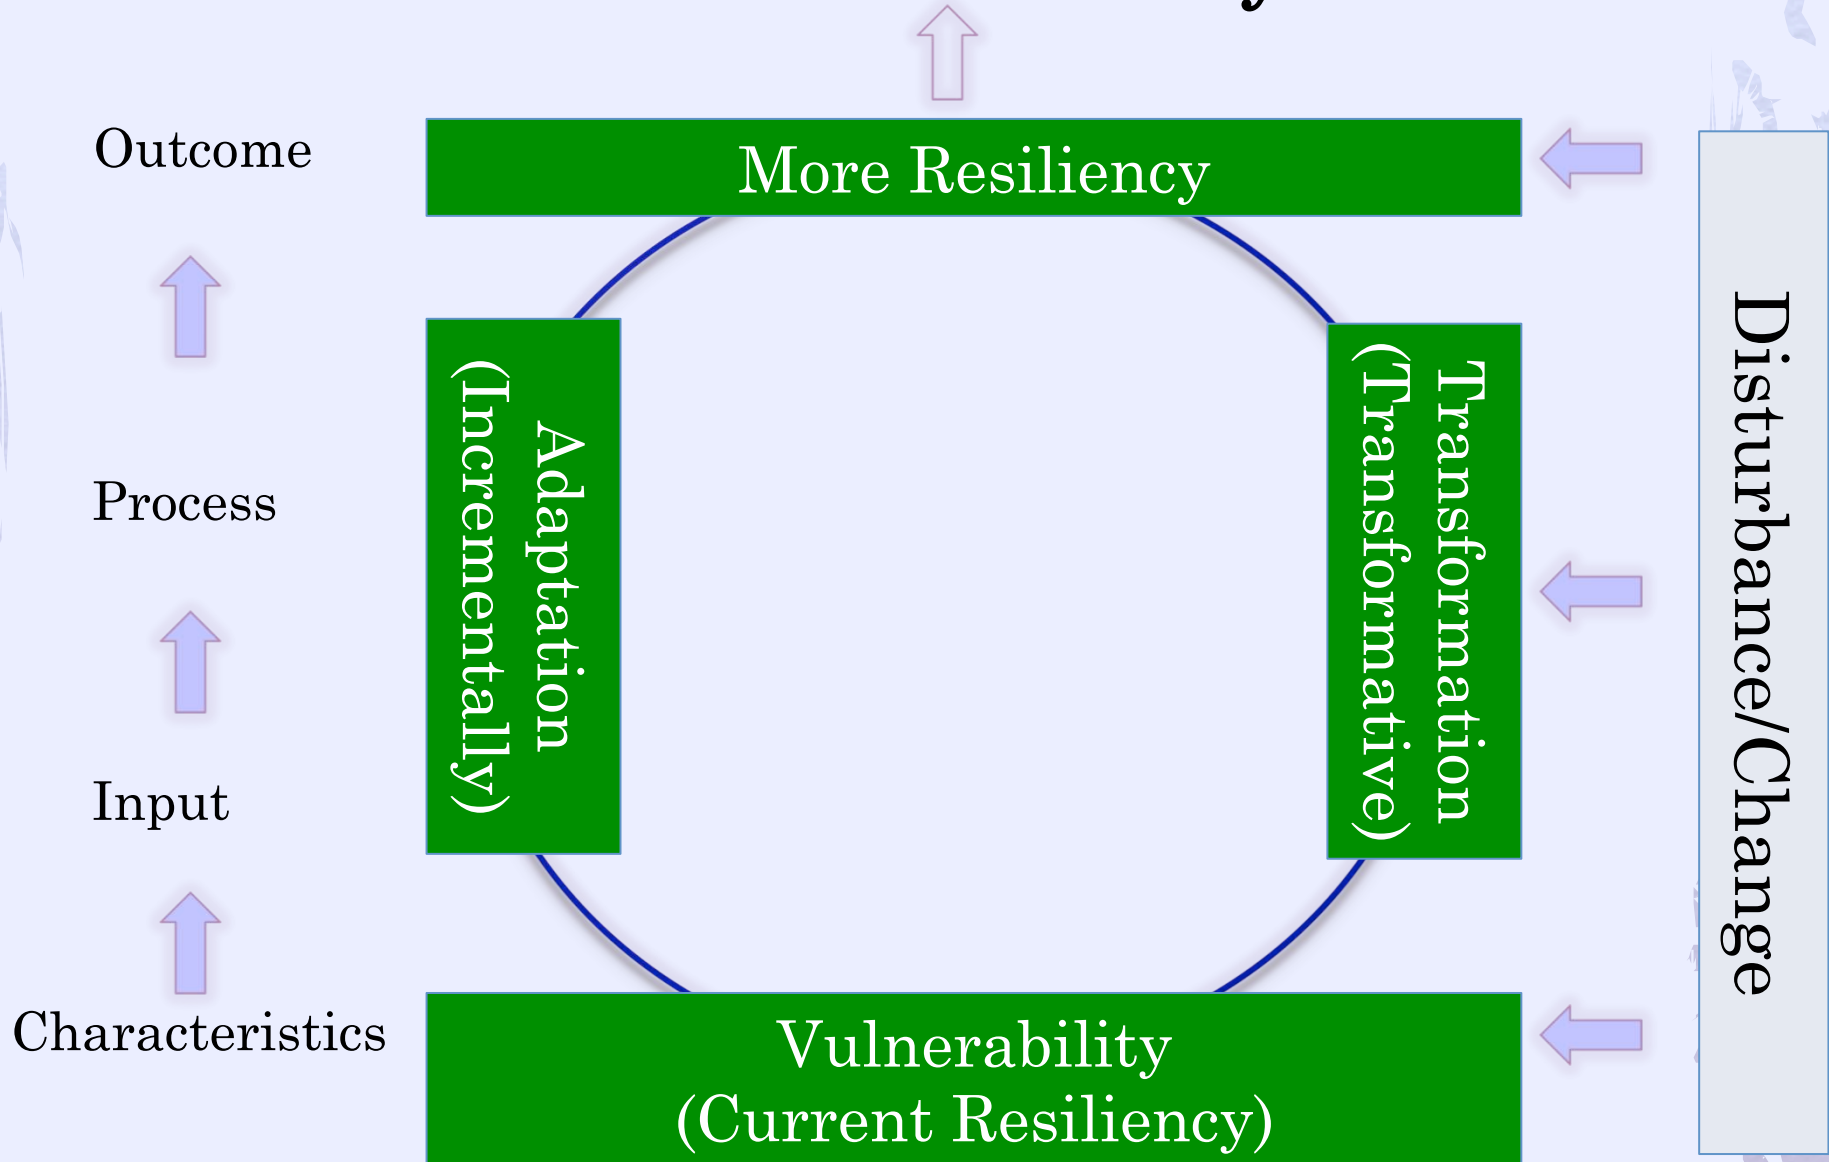 Outcome
More Resiliency
Process
Input
Characteristics
Adaptation
(Incrementally)
Transformation
(Transformative)
Disturbance/Change
Vulnerability
(Current Resiliency)